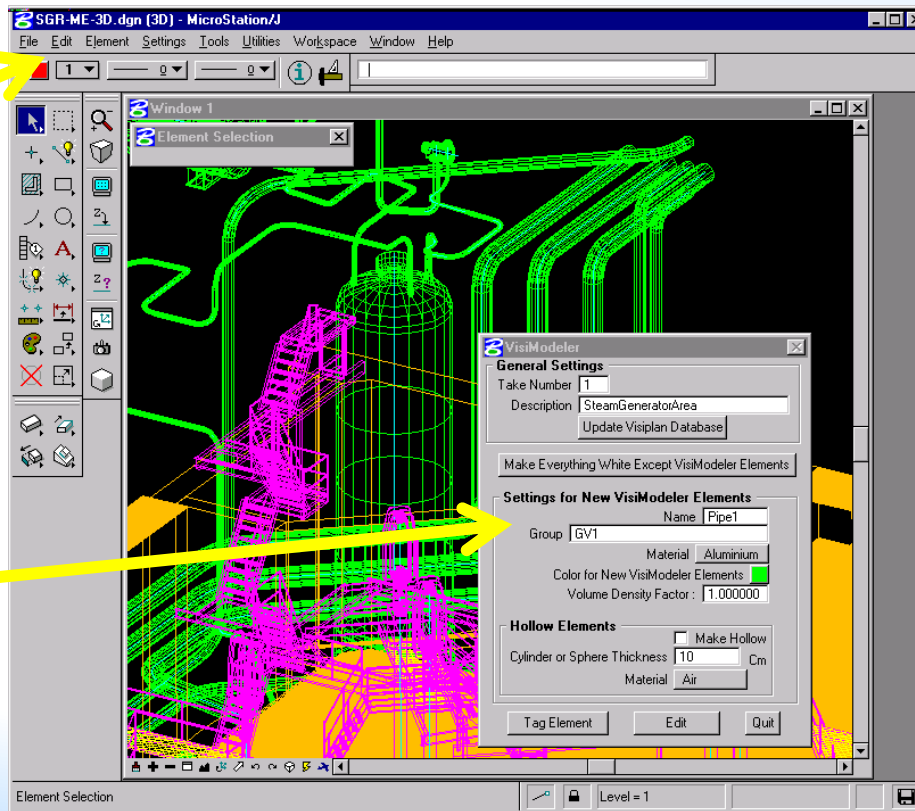 SGR-ME-3D.dgn (3D) - MicroStation/J
File Edit Element Settings Tools Utilities Workspace Window Help
1 0 0
Window 1
Element Selection
VisiModeler
General Settings
Take Number 1
Description SteamGeneratorArea
Update Visiplan Database
Make Everything White Except VisiModeler Elements
Settings for New VisiModeler Elements
Name Pipe1
Group GV1
Material Aluminium
Color for New VisiModeler Elements
Volume Density Factor : 1.000000
Hollow Elements
Make Hollow
Cylinder or Sphere Thickness 10 Cm
Material Air
Tag Element Edit Quit
Element Selection Level = 1